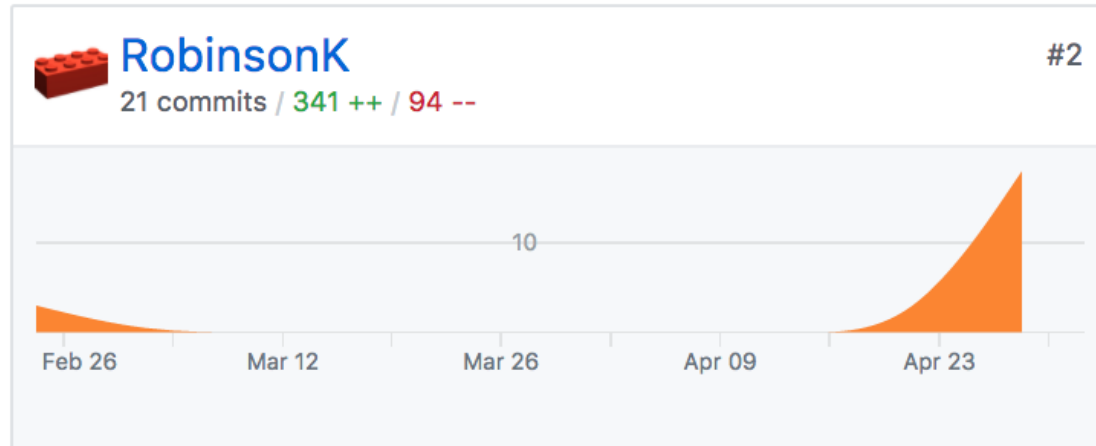 RobinsonK
#2
21 commits / 341 ++ / 94 --
10
Feb 26 Mar 12 Mar 26 Apr 09 Apr 23